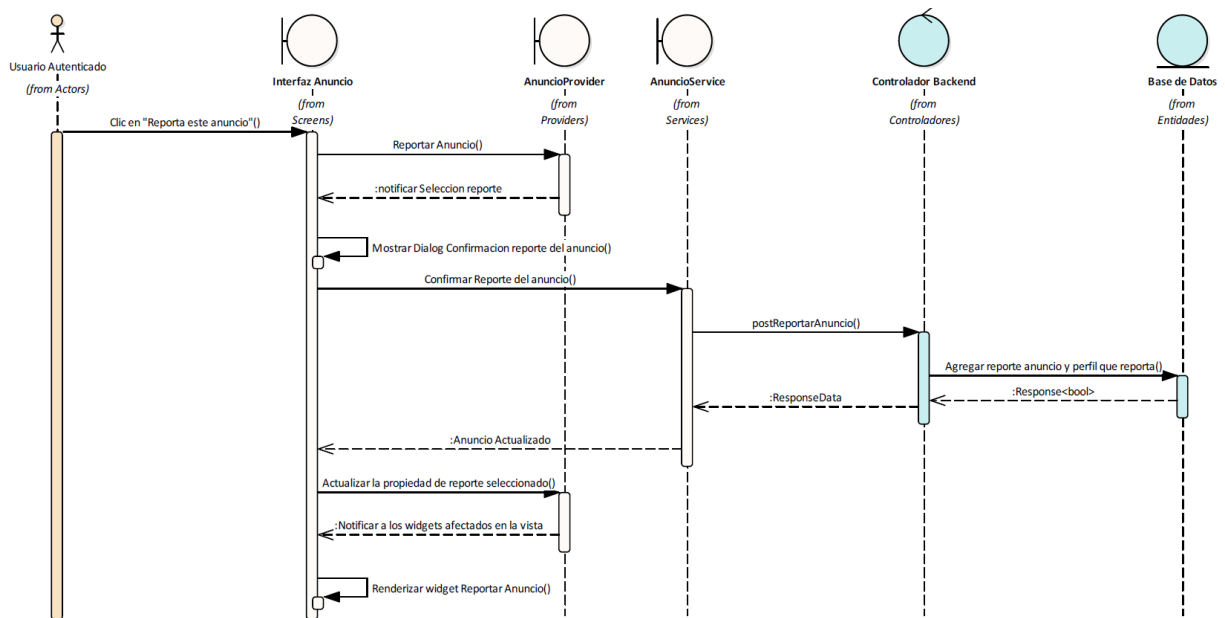 Usuario Autenticado
(from Actors)
Interfaz Anuncio
(from
Screens)
AnuncioProvider
(from
Providers)
AnuncioService
(from
Services)
Controlador Backend
(from
Controladores)
Base de Datos
(from
Entidades)
Clic en "Reporta este anuncio"()
Reportar Anuncio()
:notificar Seleccion reporte
Mostrar Dialog Confirmacion reporte del anuncio()
Confirmar Reporte del anuncio()
postReportarAnuncio()
Agregar reporte anuncio y perfil que reporta()
:Response<bool>
:ResponseData
:Anuncio Actualizado
Actualizar la propiedad de reporte seleccionado()
:Notificar a los widgets afectados en la vista
Renderizar widget Reportar Anuncio()